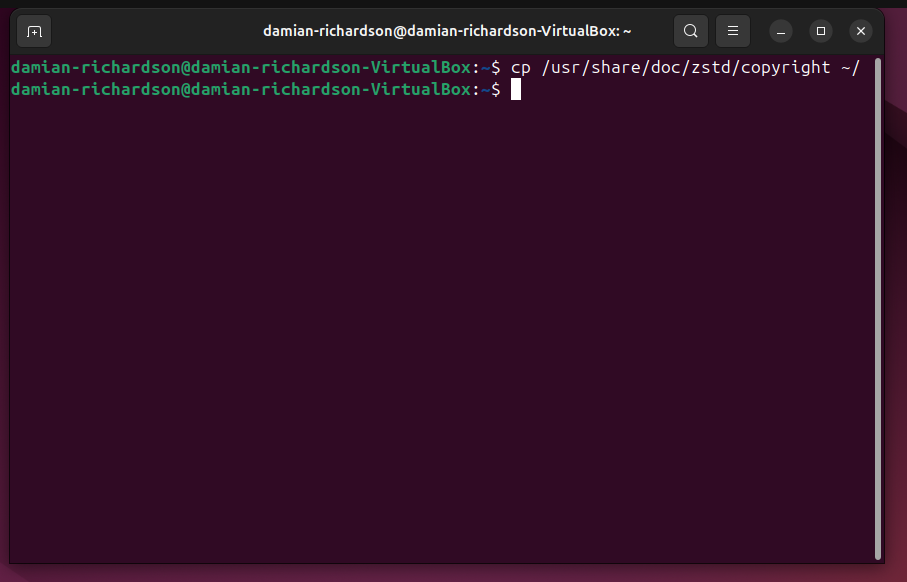 damian-richardson@damian-richardson-VirtualBox: ~
damian-richardson@damian-richardson-VirtualBox:~$ cp /usr/share/doc/zstd/copyright ~/
damian-richardson@damian-richardson-VirtualBox:~$